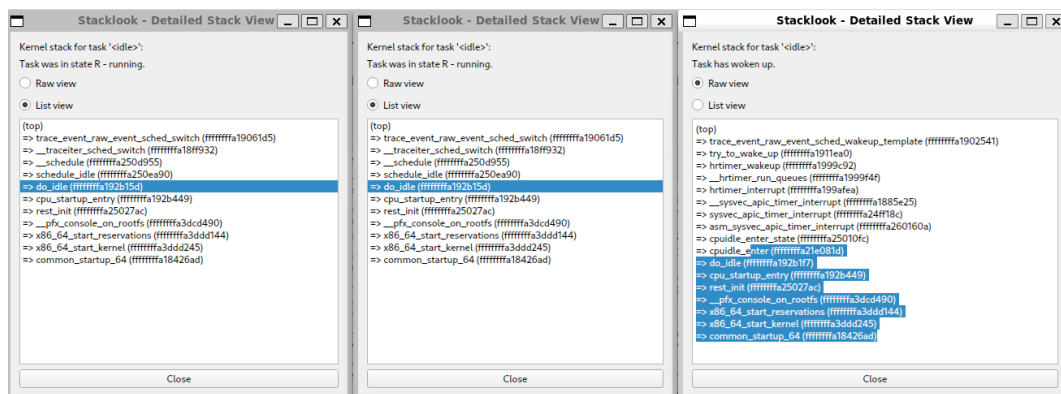 Stacklook - Detailed Stack View
Kernel stack for task '<idle>':
Task was in state R - running.
Raw view
List view
(top)
=> trace_event_raw_event_sched_switch (ffffffffa19061d5)
=> __traceiter_sched_switch (ffffffffa18ff932)
=> __schedule (ffffffffa250d955)
=> schedule_idle (ffffffffa250ea90)
=> do_idle (ffffffffa192b15d)
=> cpu_startup_entry (ffffffffa192b449)
=> rest_init (ffffffffa25027ac)
=> __pfx_console_on_rootfs (ffffffffa3dcd490)
=> x86_64_start_reservations (ffffffffa3ddd144)
=> x86_64_start_kernel (ffffffffa3ddd245)
=> common_startup_64 (ffffffffa18426ad)
Close
Stacklook - Detailed Stack View
Kernel stack for task '<idle>':
Task was in state R - running.
Raw view
List view
(top)
=> trace_event_raw_event_sched_switch (ffffffffa19061d5)
=> __traceiter_sched_switch (ffffffffa18ff932)
=> __schedule (ffffffffa250d955)
=> schedule_idle (ffffffffa250ea90)
=> do_idle (ffffffffa192b15d)
=> cpu_startup_entry (ffffffffa192b449)
=> rest_init (ffffffffa25027ac)
=> __pfx_console_on_rootfs (ffffffffa3dcd490)
=> x86_64_start_reservations (ffffffffa3ddd144)
=> x86_64_start_kernel (ffffffffa3ddd245)
=> common_startup_64 (ffffffffa18426ad)
Close
Stacklook - Detailed Stack View
Kernel stack for task '<idle>':
Task has woken up.
Raw view
List view
(top)
=> trace_event_raw_event_sched_wakeup_template (ffffffffa1902541)
=> try_to_wake_up (ffffffffa1911ea0)
=> hrtimer_wakeup (ffffffffa1999c92)
=> __hrtimer_run_queues (ffffffffa1999f4f)
=> hrtimer_interrupt (ffffffffa199afea)
=> __sysvec_apic_timer_interrupt (ffffffffa1885e25)
=> sysvec_apic_timer_interrupt (ffffffffa24ff18c)
=> asm_sysvec_apic_timer_interrupt (ffffffffa260160a)
=> cpuidle_enter_state (ffffffffa25010fc)
=> cpuidle_enter (ffffffffa21e081d)
=> do_idle (ffffffffa192b1f7)
=> cpu_startup_entry (ffffffffa192b449)
=> rest_init (ffffffffa25027ac)
=> __pfx_console_on_rootfs (ffffffffa3dcd490)
=> x86_64_start_reservations (ffffffffa3ddd144)
=> x86_64_start_kernel (ffffffffa3ddd245)
=> common_startup_64 (ffffffffa18426ad)
Close